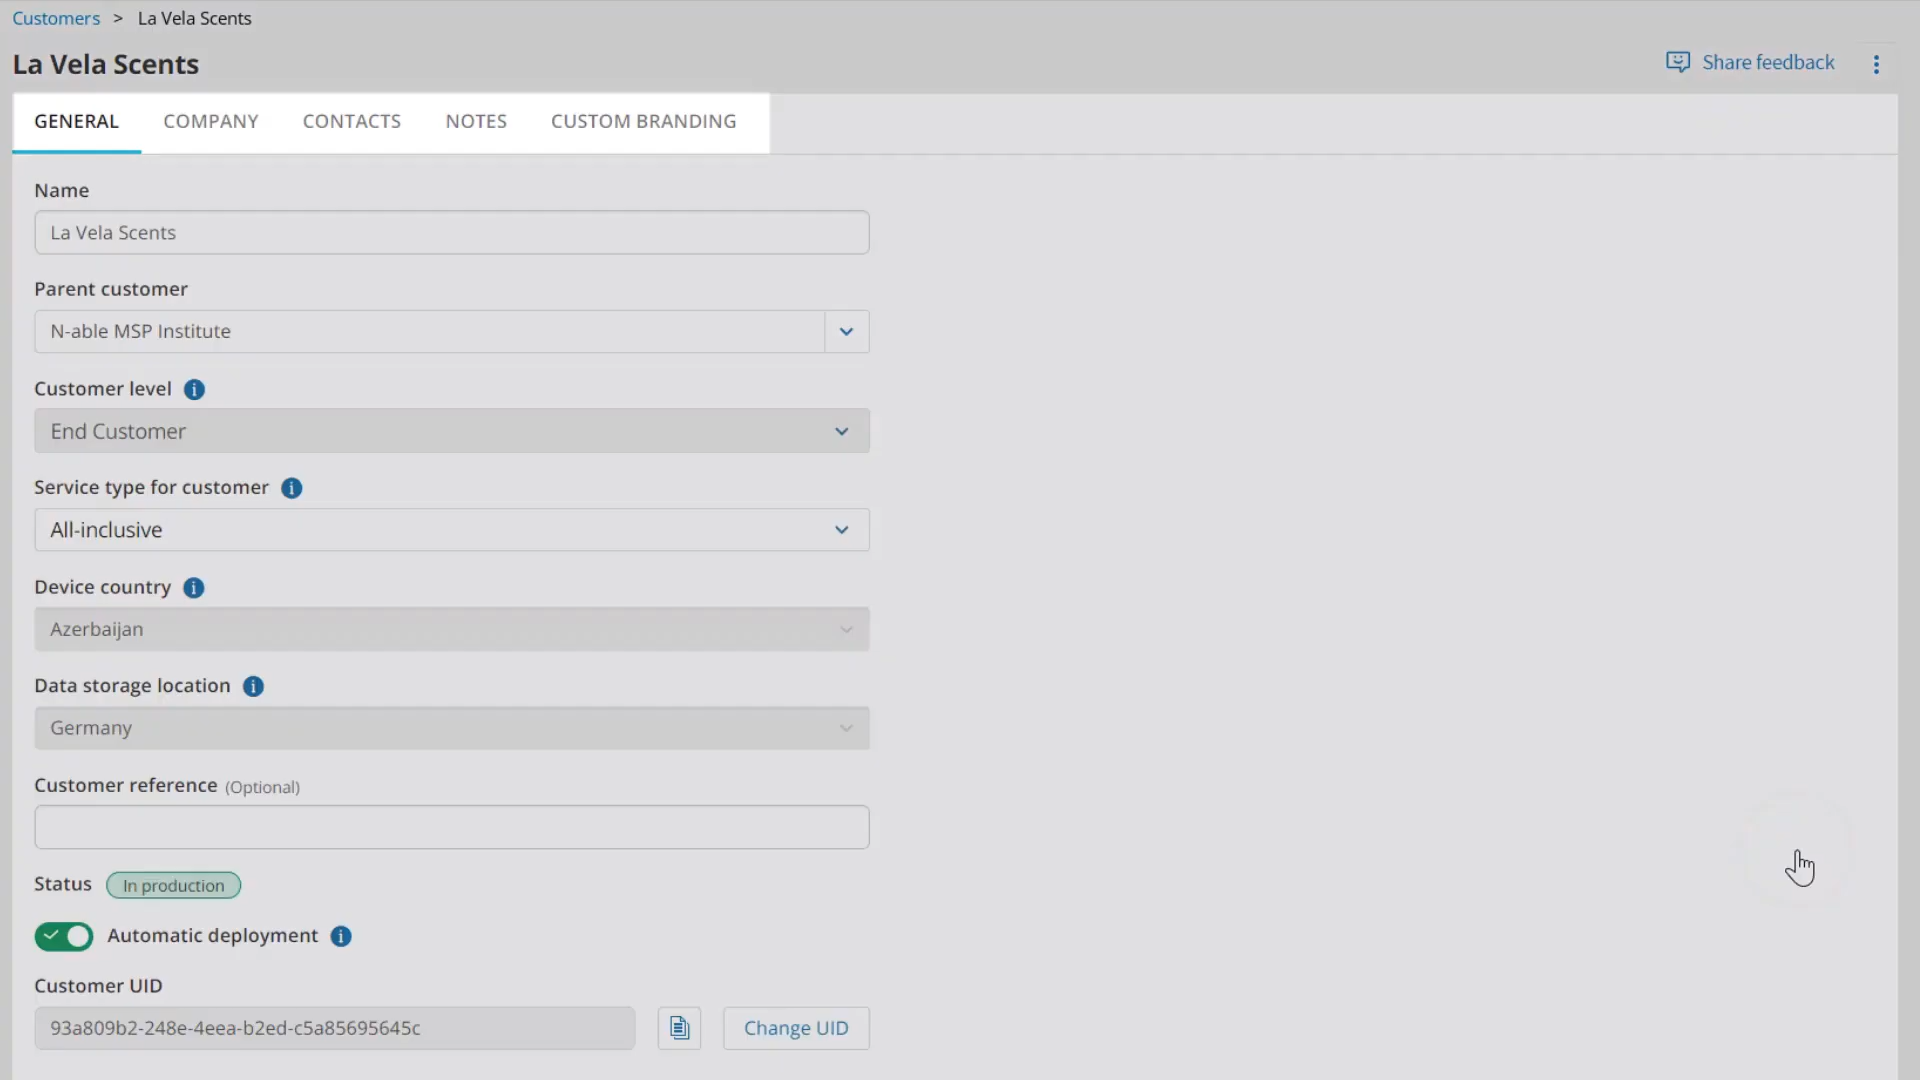 Customers > La Vela Scents
La Vela Scents
Share feedback
GENERAL COMPANY CONTACTS NOTES CUSTOM BRANDING
Name
La Vela Scents
Parent customer
N-able MSP Institute
Customer level
End Customer
Service type for customer
All-inclusive
Device country
Azerbaijan
Data storage location
Germany
Customer reference (Optional)
Status In production
Automatic deployment
Customer UID
93a809b2-248e-4eea-b2ed-c5a85695645c
Change UID